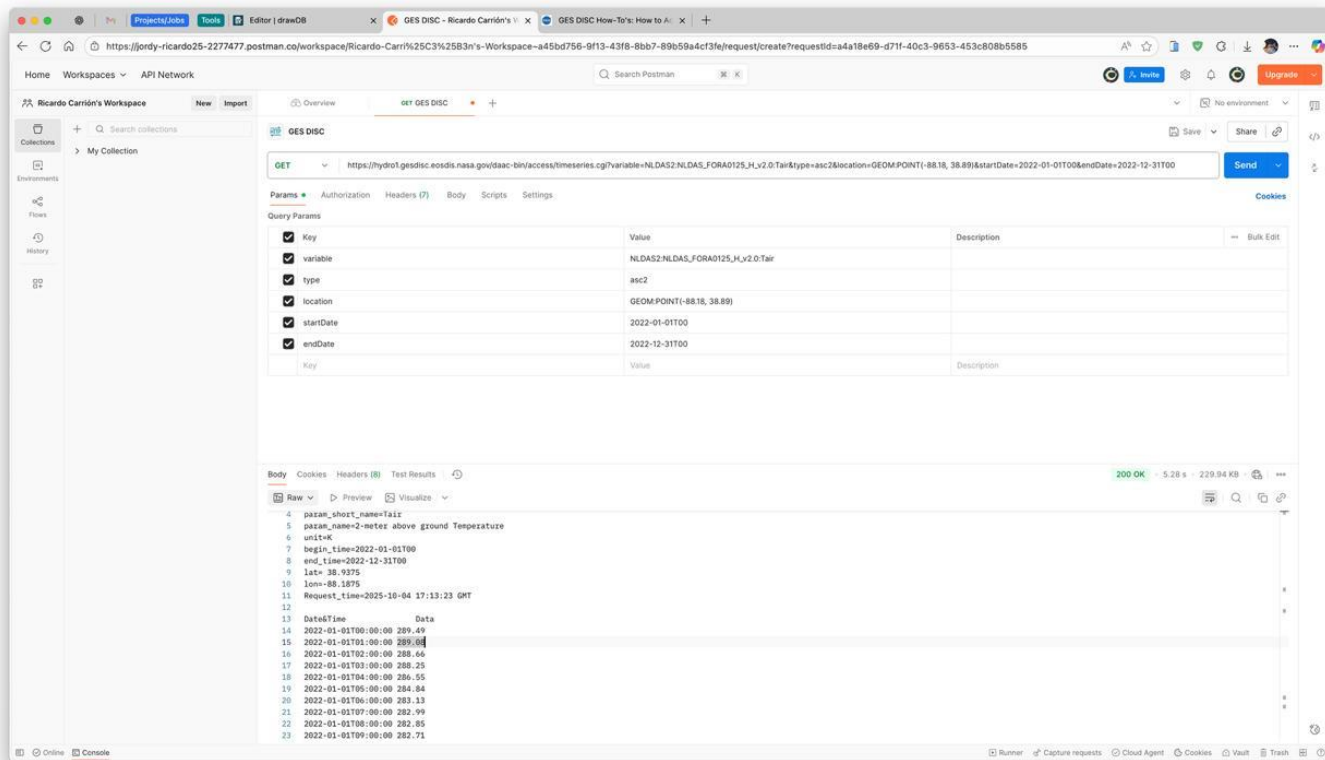 Projects/Jobs Tools Editor | drawDB GES DISC - Ricardo Carrión's GES DISC How-To's: How to Ac
https://jordy-ricardo25-2277477.postman.co/workspace/Ricardo-Carri%25C3%25B3n's-Workspace~a45bd756-9f13-43f8-8bb7-89b59a4cf3fe/request/create?requestId=a4a18e69-d71f-40c3-9653-453c808b5585
Home Workspaces API Network Search Postman ⌘ K Invite Upgrade
Ricardo Carrión's Workspace New Import Overview GET GES DISC No environment
Collections Search collections GES DISC Save Share
My Collection
Environments GET https://hydro1.gesdisc.eosdis.nasa.gov/daac-bin/access/timeseries.cgi?variable=NLDAS2:NLDAS_FORA0125_H_v2.0:Tair&type=asc2&location=GEOM:POINT(-88.18, 38.89)&startDate=2022-01-01T00&endDate=2022-12-31T00 Send
Flows Params Authorization Headers (7) Body Scripts Settings Cookies
Query Params
History Key Value Description Bulk Edit
variable NLDAS2:NLDAS_FORA0125_H_v2.0:Tair
type asc2
location GEOM:POINT(-88.18, 38.89)
startDate 2022-01-01T00
endDate 2022-12-31T00
Key Value Description
Body Cookies Headers (8) Test Results 200 OK 5.28 s 229.94 KB
Raw Preview Visualize
4 param_short_name=Tair
5 param_name=2-meter above ground Temperature
6 unit=K
7 begin_time=2022-01-01T00
8 end_time=2022-12-31T00
9 lat= 38.9375
10 lon=-88.1875
11 Request_time=2025-10-04 17:13:23 GMT
12
13 Date&Time Data
14 2022-01-01T00:00:00 289.49
15 2022-01-01T01:00:00 289.08
16 2022-01-01T02:00:00 288.66
17 2022-01-01T03:00:00 288.25
18 2022-01-01T04:00:00 286.55
19 2022-01-01T05:00:00 284.84
20 2022-01-01T06:00:00 283.13
21 2022-01-01T07:00:00 282.99
22 2022-01-01T08:00:00 282.85
23 2022-01-01T09:00:00 282.71
Online Console Runner Capture requests Cloud Agent Cookies Vault Trash